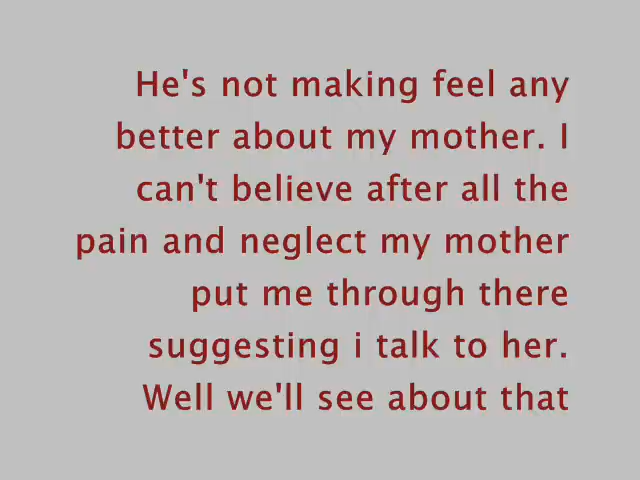 He's not making feel any
better about my mother. I
can't believe after all the
pain and neglect my mother
put me through there
suggesting i talk to her.
Well we'll see about that